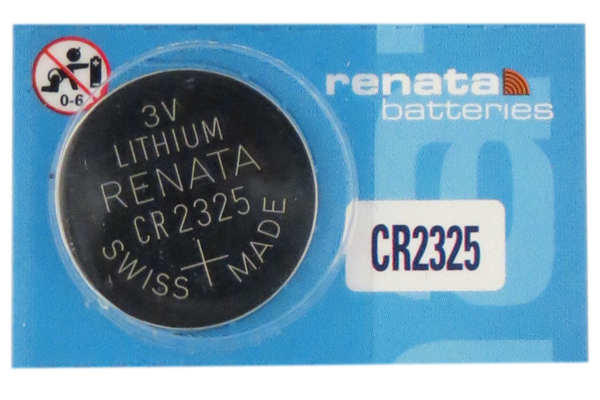 0-6
3V
LITHIUM
RENATA
CR2325
SWISS MADE
+
renata
batteries
CR2325